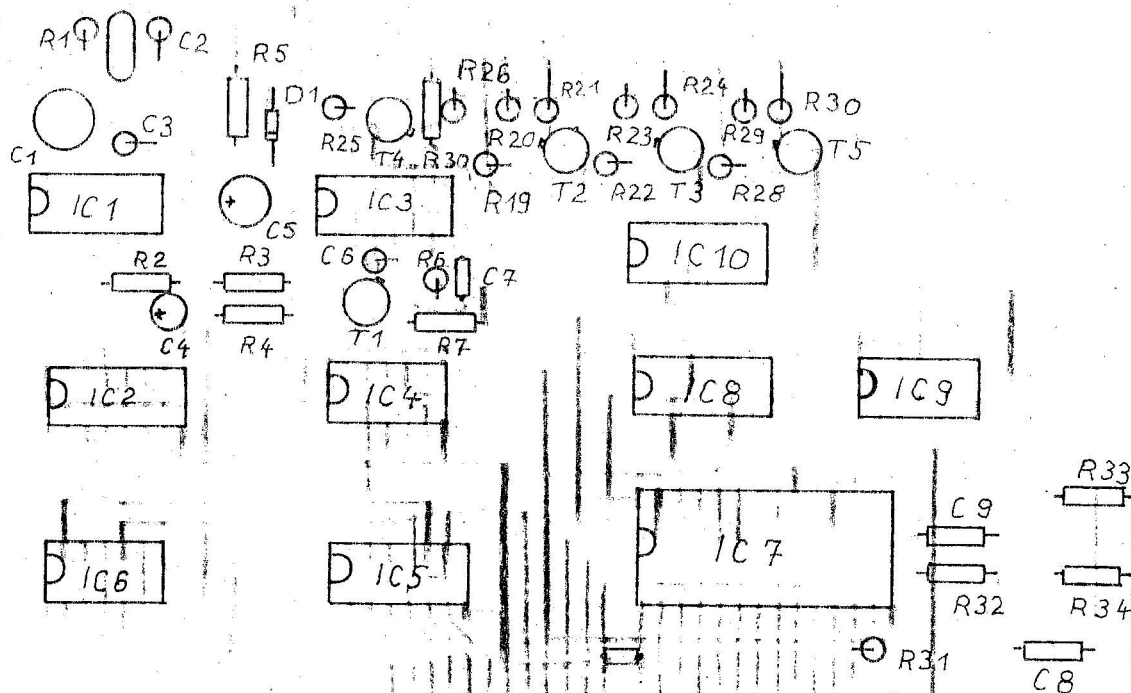 R1 C2
R5 R26
D1 R21 R24 R30
C3
C1 R25 T4 R30 R20 R23 R29 T5
IC1 C5 IC3 R19 T2 R22 T3 R28
R2 R3 C6 R6 C7 IC10
C4 R4 T1 R7
IC2 IC4 IC8 IC9
R33
C9
IC6 IC5 IC7
R32 R34
R31 C8